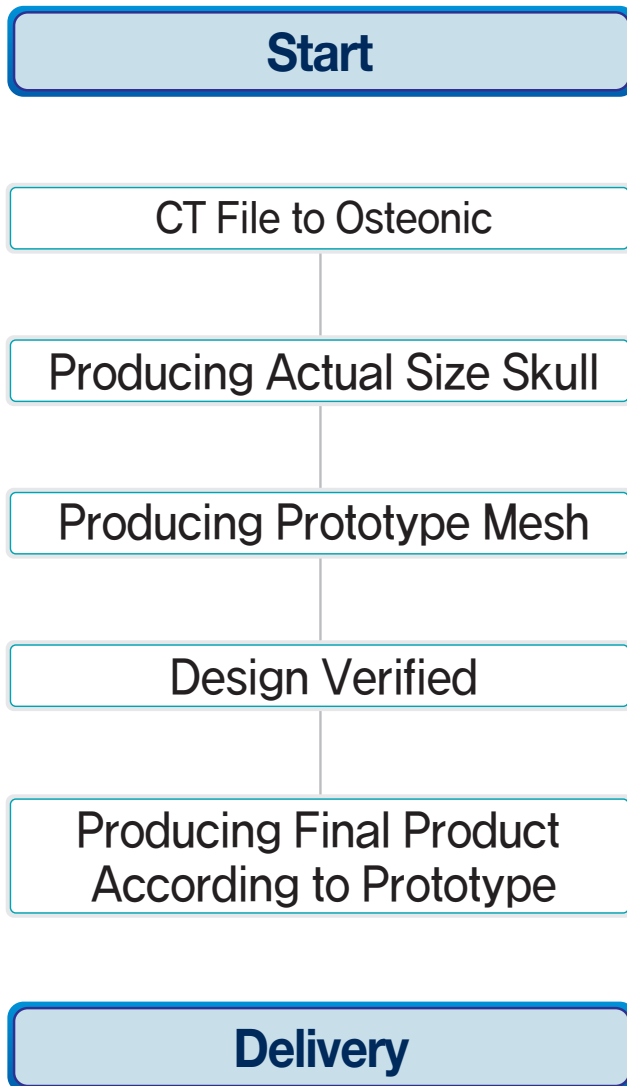 Start
CT File to Osteonic
Producing Actual Size Skull
Producing Prototype Mesh
Design Verified
Producing Final Product
According to Prototype
Delivery